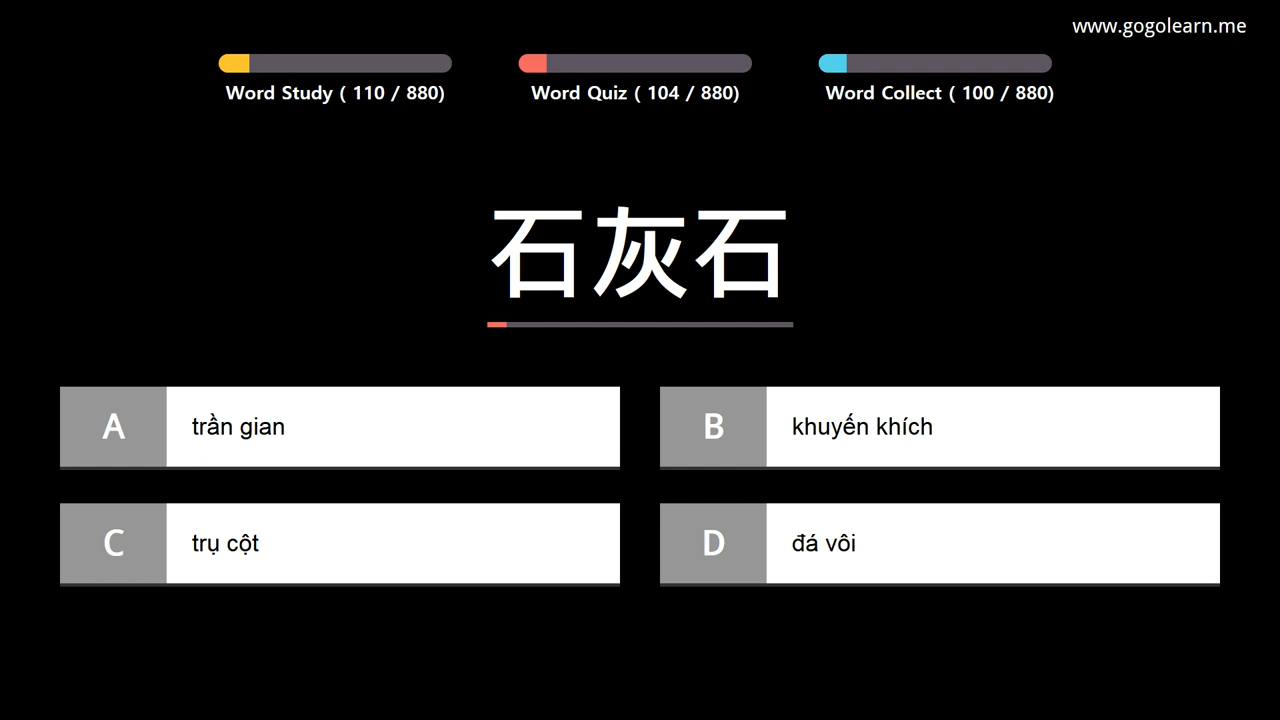 www.gogolearn.me
Word Study ( 110 / 880)
Word Quiz ( 104 / 880)
Word Collect ( 100 / 880)
石灰石
A
trần gian
B
khuyến khích
C
trụ cột
D
đá vôi